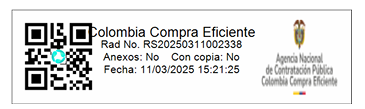 Colombia Compra Eficiente
Rad No. RS20250311002338
Anexos: No Con copia: No
Fecha: 11/03/2025 15:21:25
Agencia Nacional
de Contratación Pública
Colombia Compra Eficiente